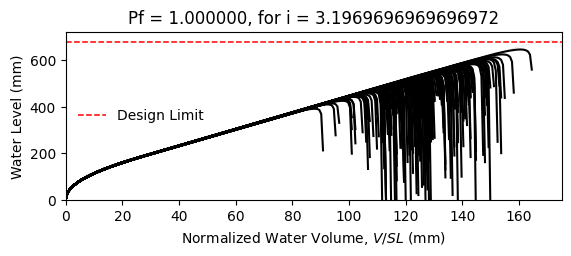 Pf = 1.000000, for i = 3.1969696969696972
Water Level (mm)
600
400
200
0
Design Limit
0 20 40 60 80 100 120 140 160
Normalized Water Volume, V/SL (mm)